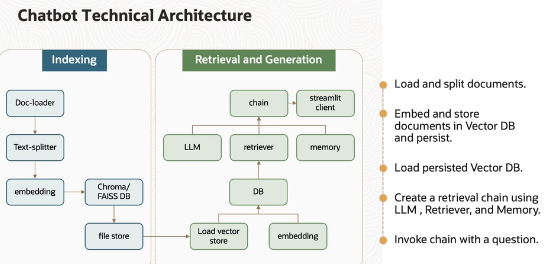 Chatbot Technical Architecture
Indexing
Doc-loader
Text-splitter
embedding
Chroma/
FAISS DB
file store
Retrieval and Generation
chain
streamlit
client
LLM
retriever
memory
DB
Load vector
store
embedding
Load and split documents.
Embed and store
documents in Vector DB
and persist.
Load persisted Vector DB.
Create a retrieval chain using
LLM , Retriever, and Memory.
Invoke chain with a question.